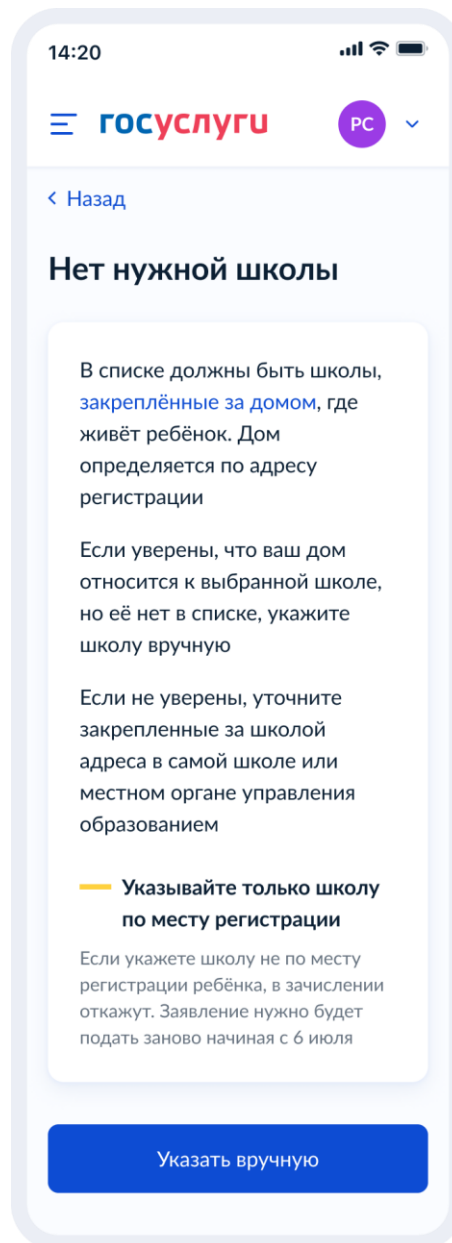 14:20
госуслуги
РС
Назад
Нет нужной школы
В списке должны быть школы,
закреплённые за домом, где
живёт ребёнок. Дом
определяется по адресу
регистрации
Если уверены, что ваш дом
относится к выбранной школе,
но её нет в списке, укажите
школу вручную
Если не уверены, уточните
закрепленные за школой
адреса в самой школе или
местном органе управления
образованием
Указывайте только школу
по месту регистрации
Если укажете школу не по месту
регистрации ребёнка, в зачислении
откажут. Заявление нужно будет
подать заново начиная с 6 июля
Указать вручную